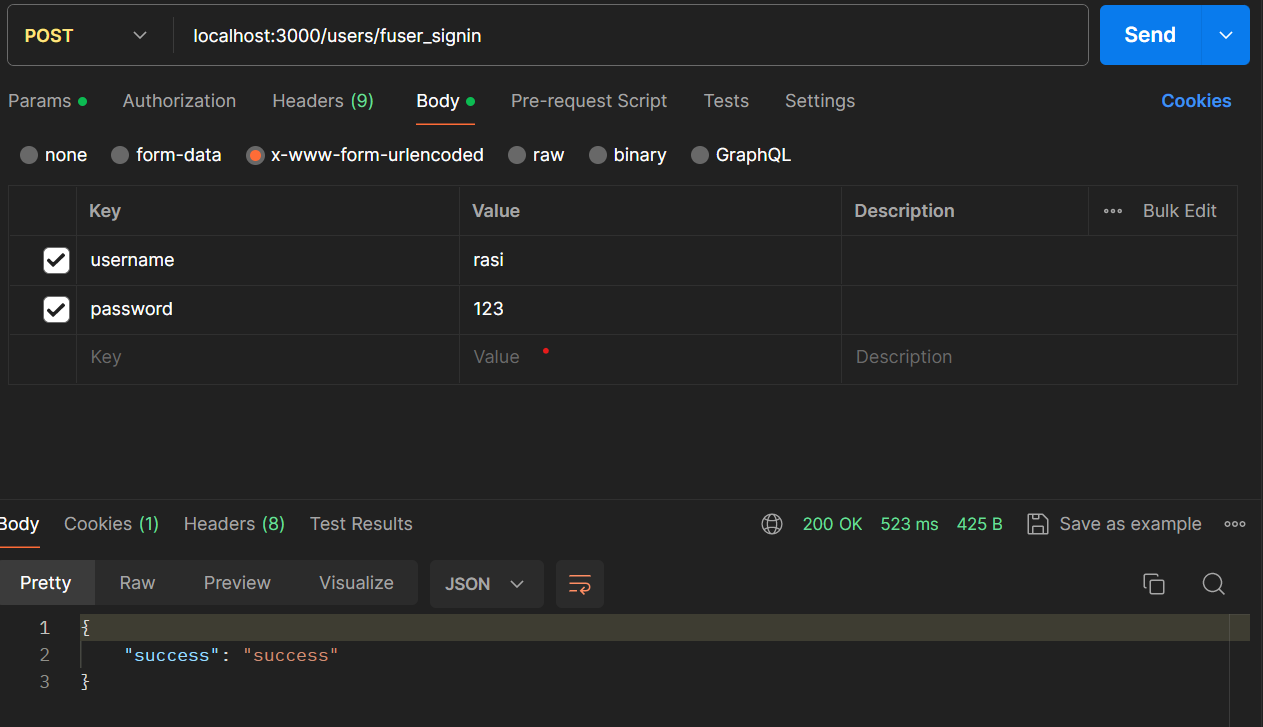 POST localhost:3000/users/fuser_signin Send
Params Authorization Headers (9) Body Pre-request Script Tests Settings Cookies
none form-data x-www-form-urlencoded raw binary GraphQL
Key Value Description Bulk Edit
username rasi
password 123
Key Value Description
Body Cookies (1) Headers (8) Test Results 200 OK 523 ms 425 B Save as example
Pretty Raw Preview Visualize JSON
1 {
2 "success": "success"
3 }